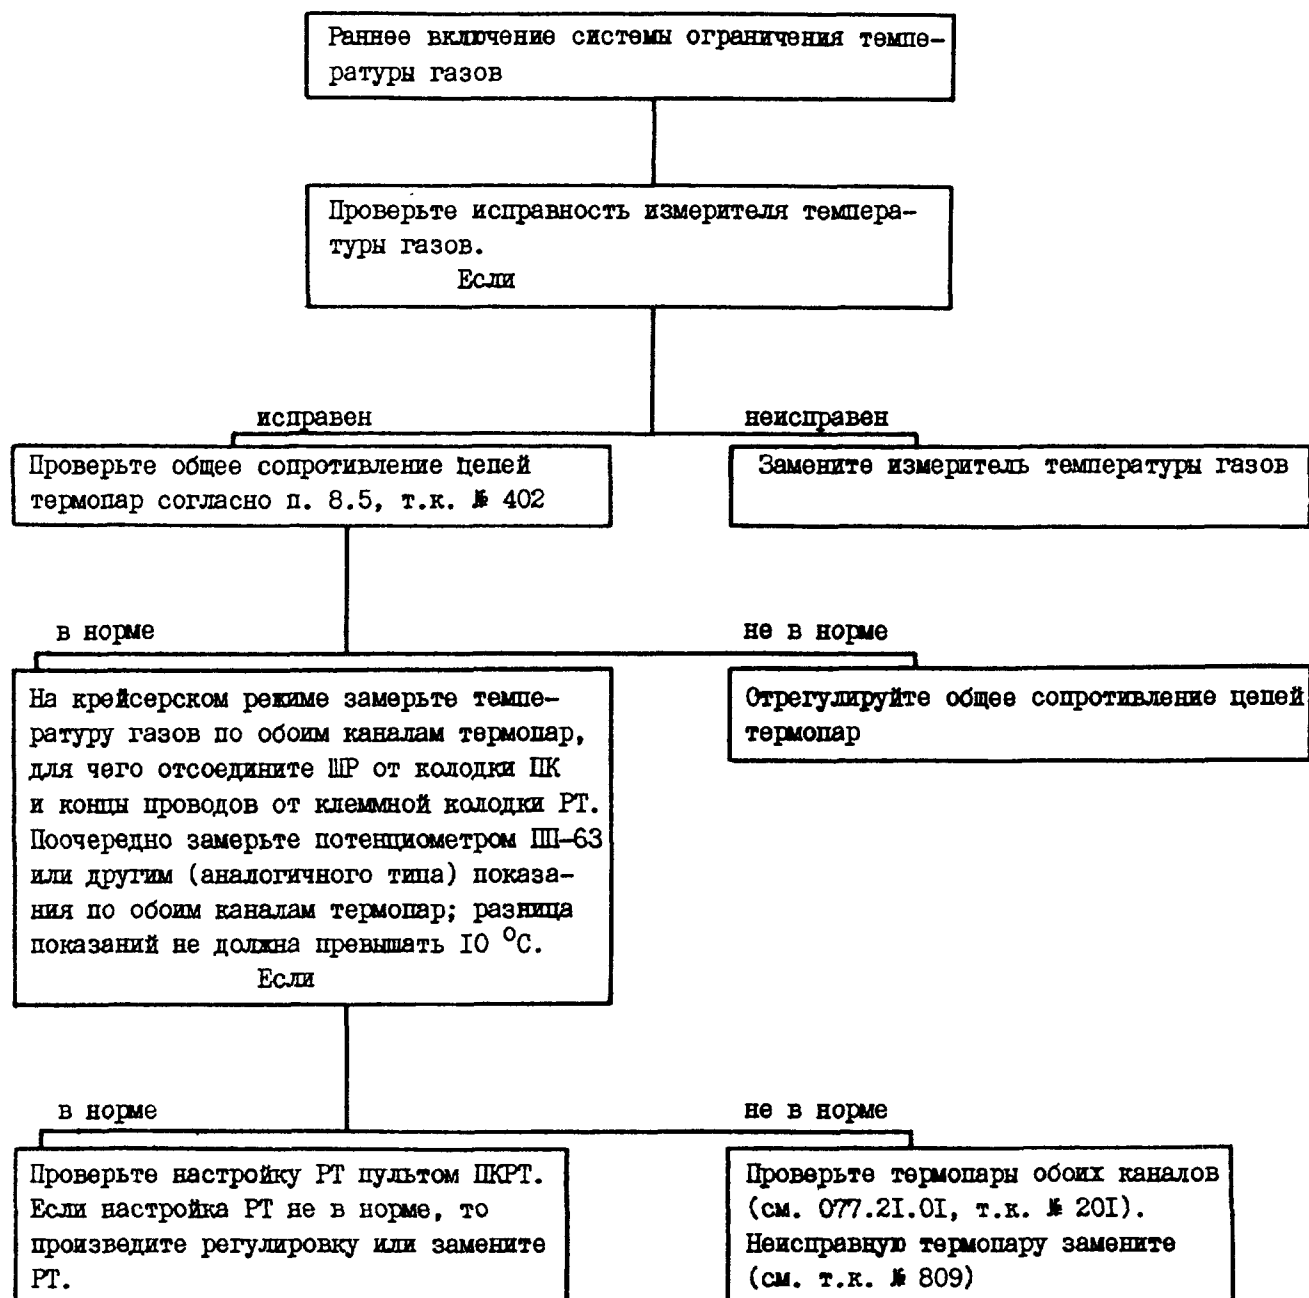 Раннее включение системы ограничения темпе-
ратуры газов
Проверьте исправность измерителя темпера-
туры газов.
Если
исправен
неисправен
Проверьте общее сопротивление цепей
термопар согласно п. 8.5, т.к. № 402
Замените измеритель температуры газов
в норме
не в норме
На крейсерском режиме замерьте темпе-
ратуру газов по обоим каналам термопар,
для чего отсоедините ШР от колодки ПК
и концы проводов от клеммной колодки РТ.
Поочередно замерьте потенциометром ПП-63
или другим (аналогичного типа) показа-
ния по обоим каналам термопар; разница
показаний не должна превышать I0 °С.
Если
Отрегулируйте общее сопротивление цепей
термопар
в норме
не в норме
Проверьте настройку РТ пультом ПКРТ.
Если настройка РТ не в норме, то
произведите регулировку или замените
РТ.
Проверьте термопары обоих каналов
(см. 077.2I.0I, т.к. № 20I).
Неисправную термопару замените
(см. т.к. № 809)